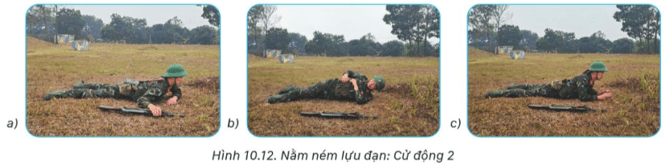 a)
b)
c)
Hình 10.12. Nằm ném lựu đạn: Cử động 2